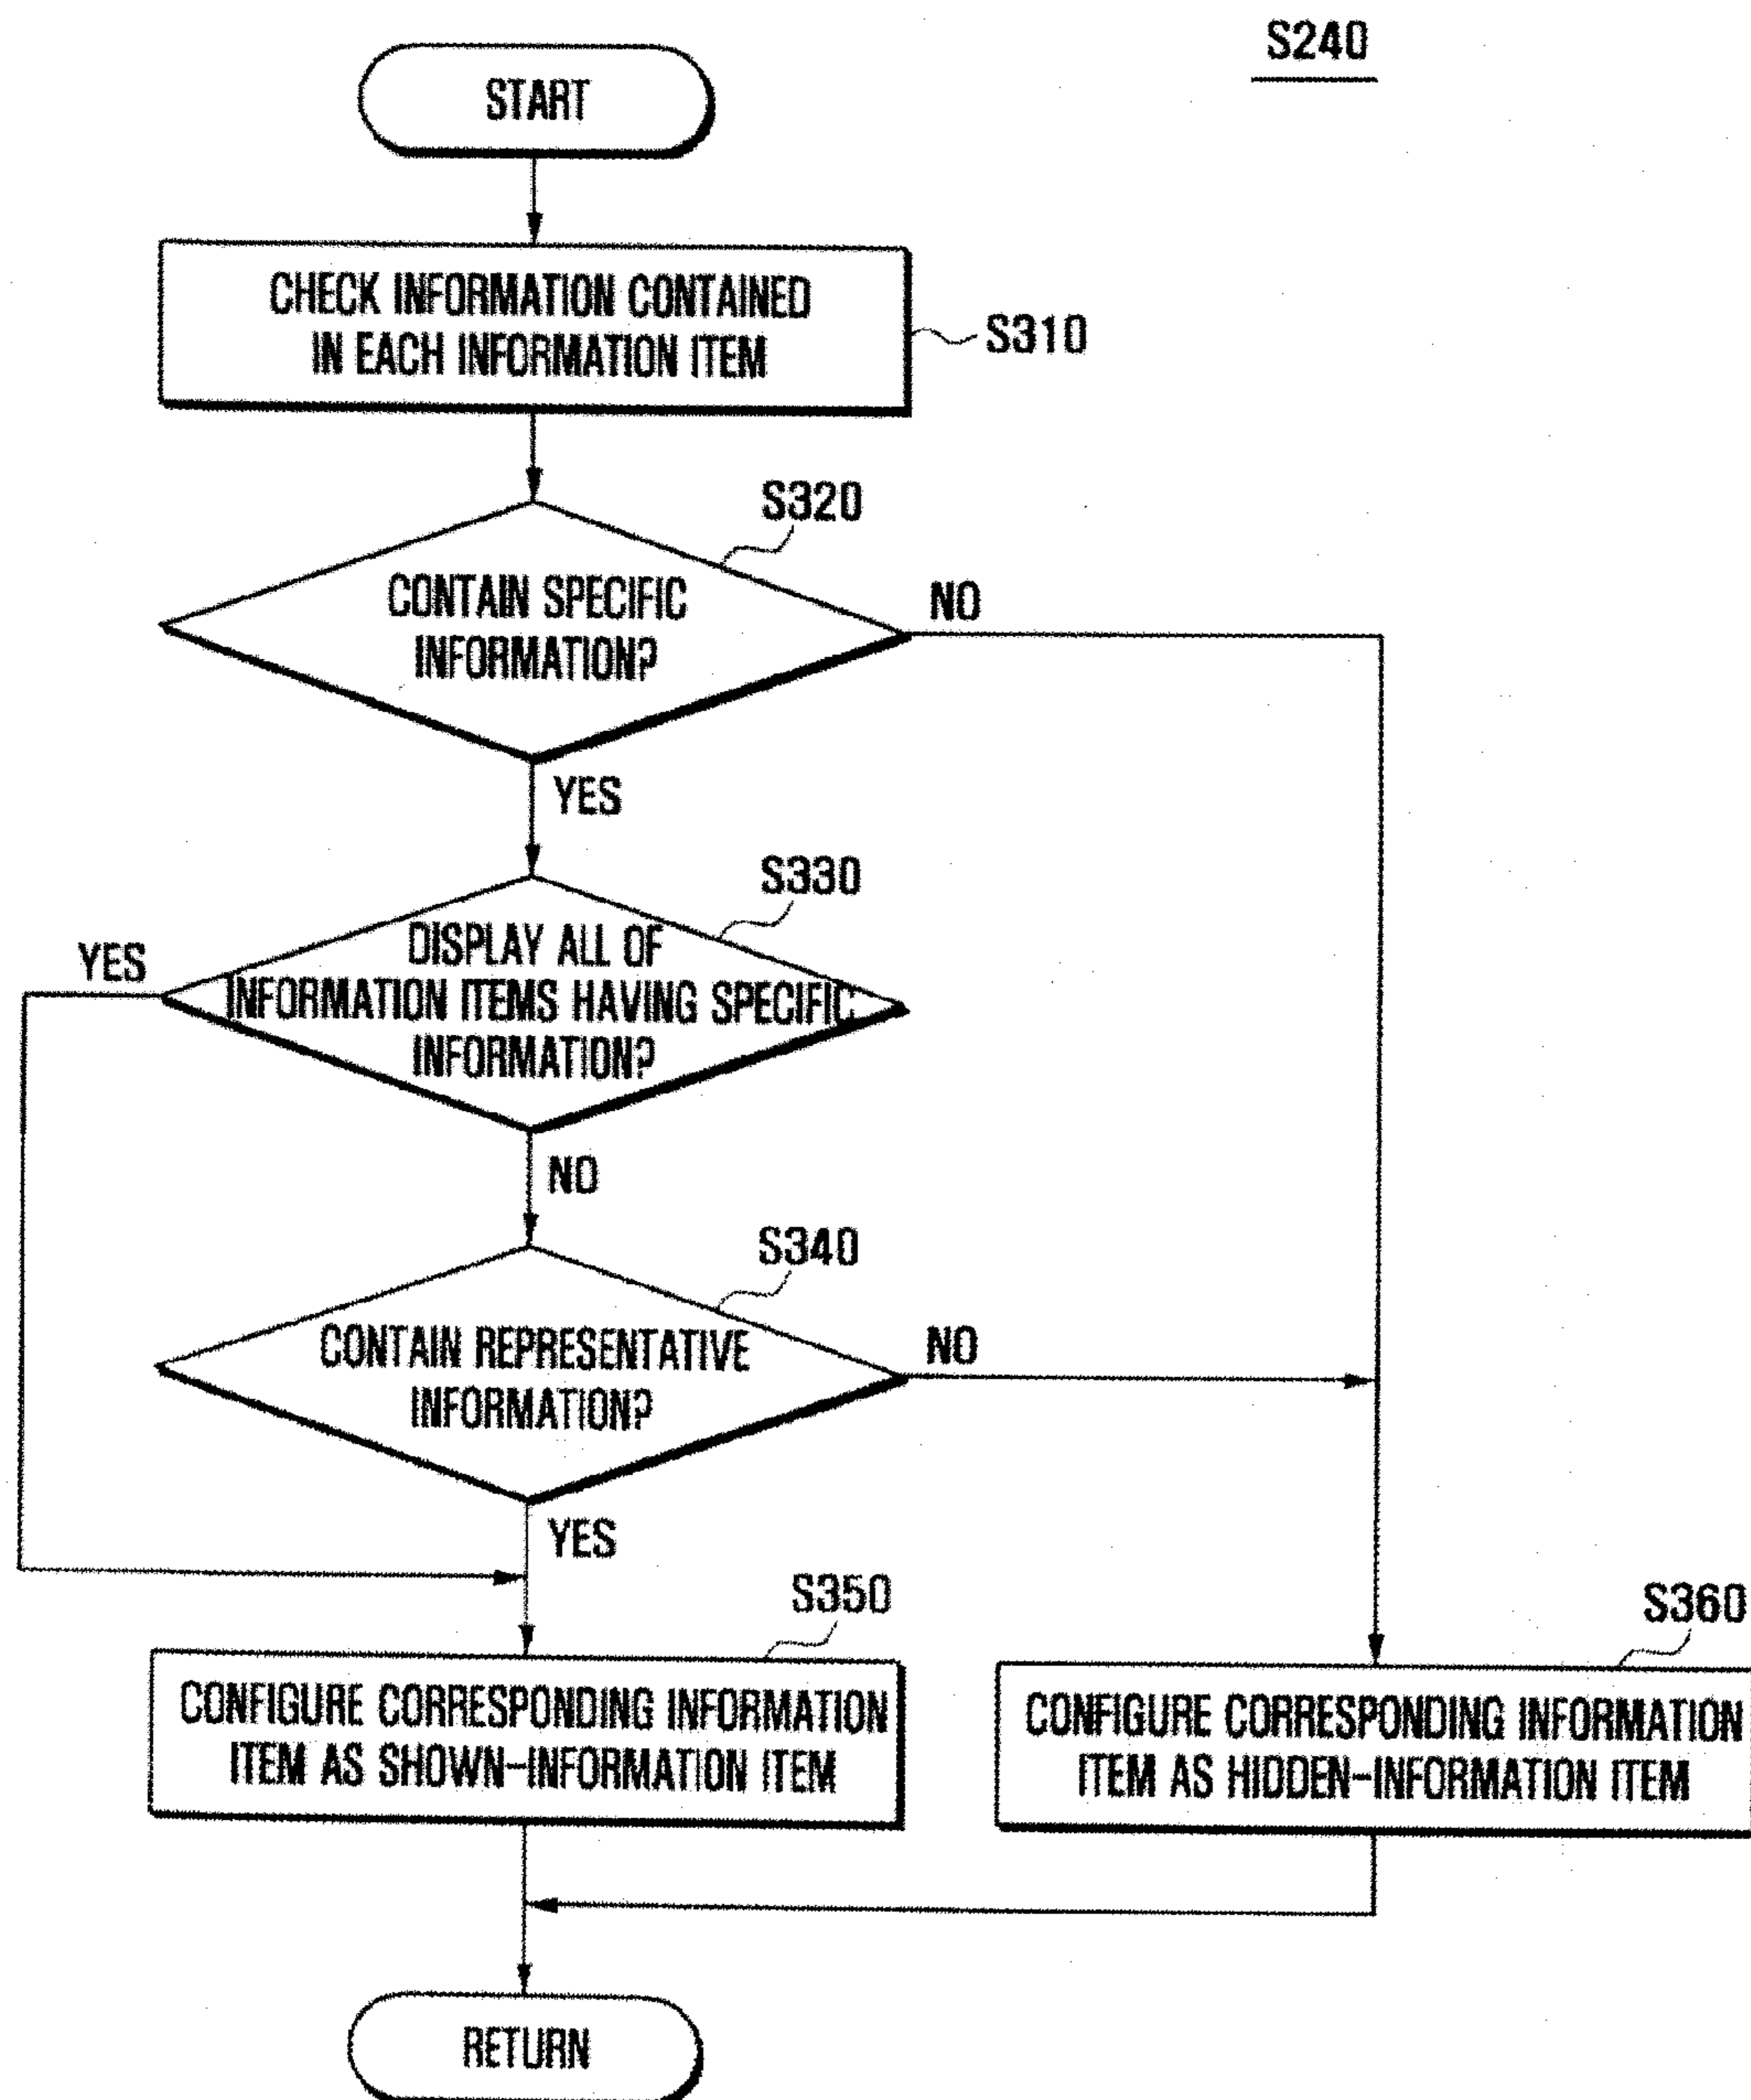 S240
START
CHECK INFORMATION CONTAINED
IN EACH INFORMATION ITEM
S310
S320
CONTAIN SPECIFIC
INFORMATION?
NO
YES
S330
DISPLAY ALL OF
INFORMATION ITEMS HAVING SPECIFIC
INFORMATION?
YES
NO
S340
CONTAIN REPRESENTATIVE
INFORMATION?
NO
YES
S350
CONFIGURE CORRESPONDING INFORMATION
ITEM AS SHOWN-INFORMATION ITEM
S360
CONFIGURE CORRESPONDING INFORMATION
ITEM AS HIDDEN-INFORMATION ITEM
RETURN